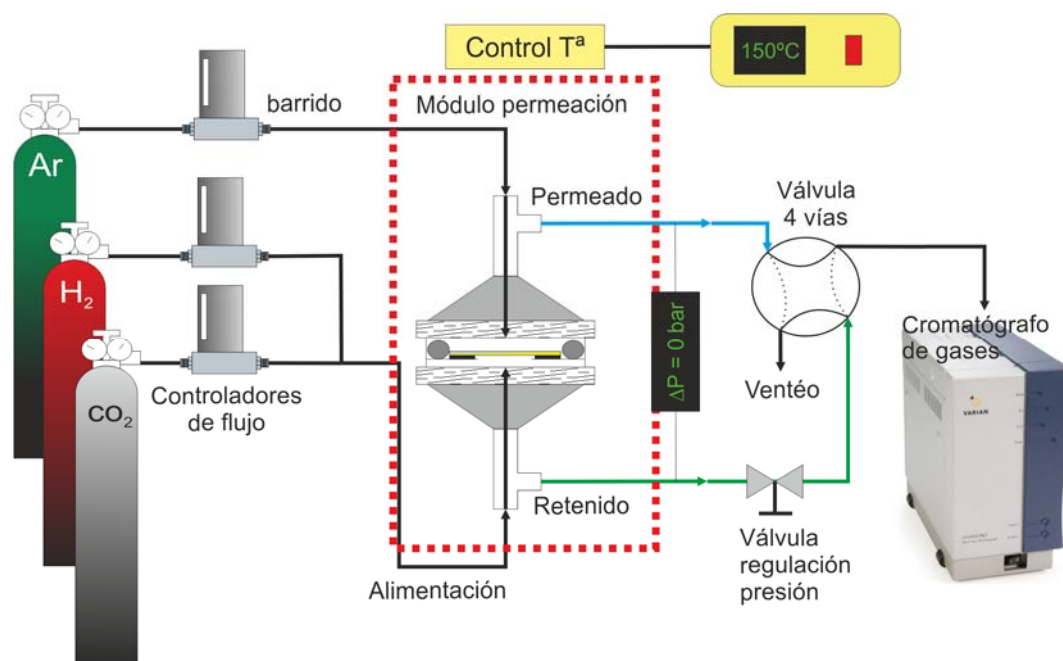 Control Tª
150ºC
barrido
Módulo permeación
Ar
Permeado
Válvula
4 vías
H2
ΔP = 0 bar
Cromatógrafo
de gases
Ventéo
Controladores
de flujo
CO2
VARIAN
Retenido
Válvula
regulación
presión
Alimentación